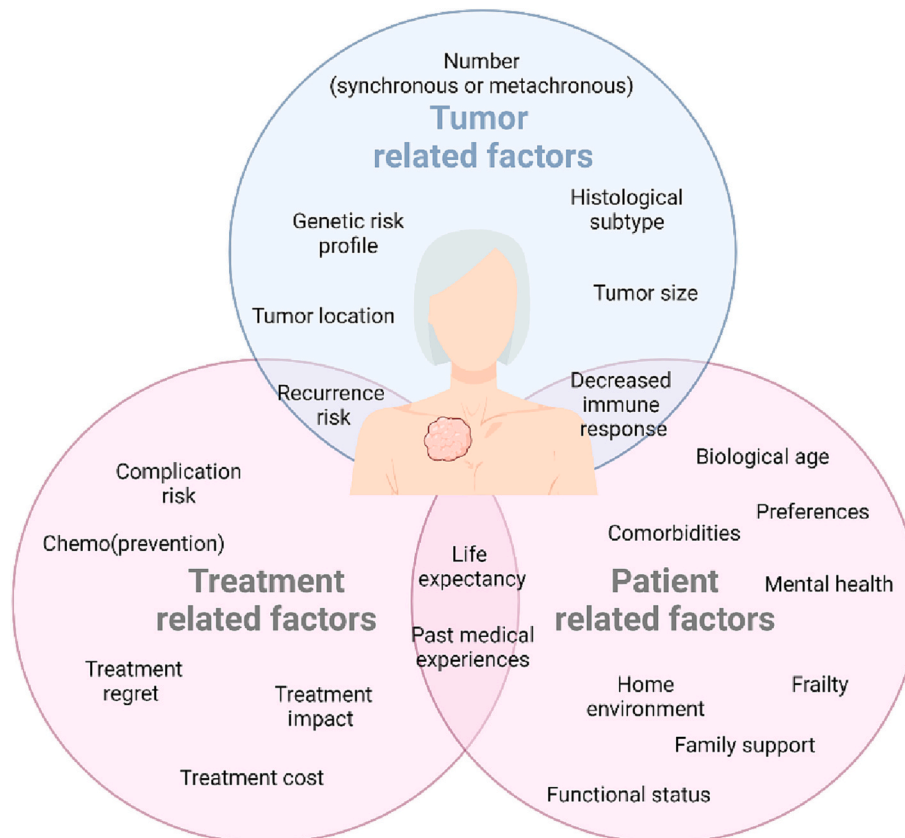 Number
(synchronous or metachronous)
Tumor
related factors
Histological
subtype
Genetic risk
profile
Tumor size
Tumor location
Recurrence
risk
Decreased
immune
response
Complication
risk
Chemo(prevention)
Treatment
related factors
Treatment
regret
Treatment
impact
Treatment cost
Life
expectancy
Past medical
experiences
Biological age
Preferences
Comorbidities
Mental health
Patient
related factors
Home
environment
Frailty
Family support
Functional status